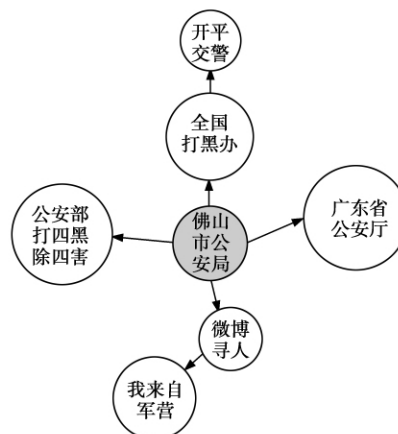 开平
交警
全国
打黑办
公安部
打四黑
除四害
佛山
市公
安局
广东省
公安厅
微博
寻人
我来自
军营